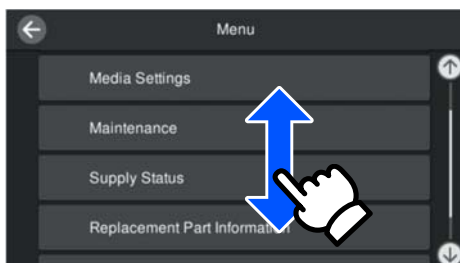 Menu
Media Settings
Maintenance
Supply Status
Replacement Part Information